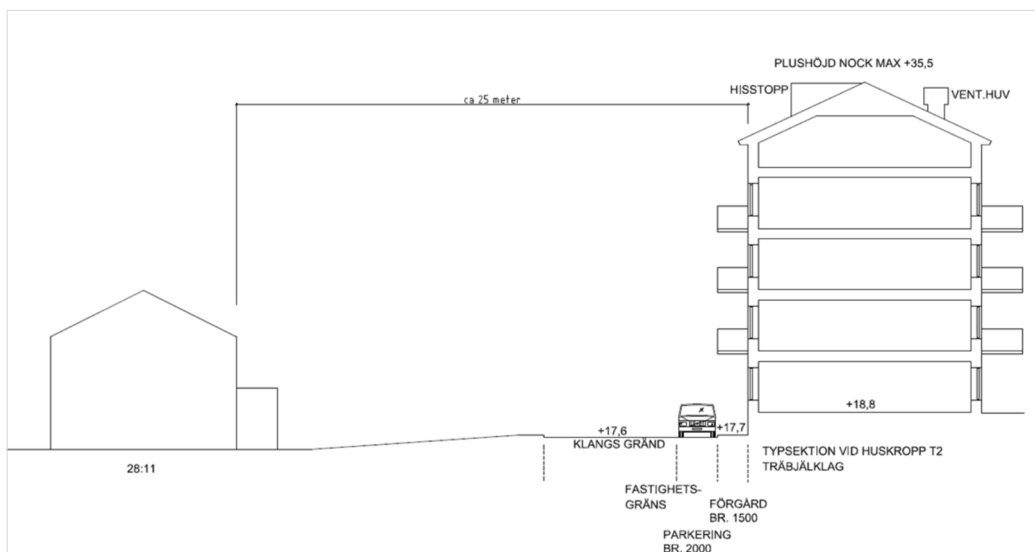 PLUSHÖJD NOCK MAX +35,5
HISSTOPP
VENT.HUV
ca 25 meter
+18,8
+17,6
+17,7
KLANGS GRÄND
TYPSEKTION VID HUSKROPP T2
TRÄBJÄLKLAG
28:11
FASTIGHETS-
GRÄNS
FÖRGÅRD
BR. 1500
PARKERING
BR. 2000